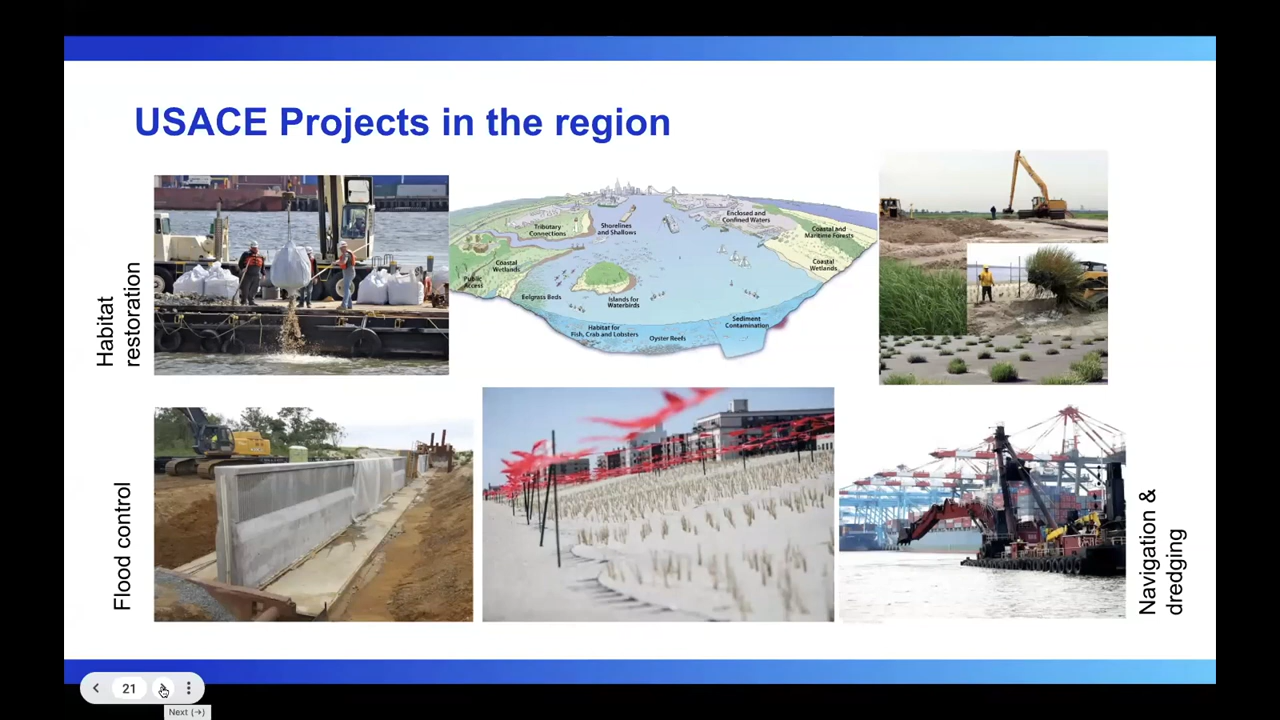 USACE Projects in the region
Habitat
restoration
Tributary
Connections
Shorelines
and Shallows
Enclosed and
Confined Waters
Coastal and
Maritime Forests
Coastal
Wetlands
Public
Access
Coastal
Wetlands
Eelgrass Beds
Islands for
Waterbirds
Habitat for
Fish, Crab and Lobsters
Oyster Reefs
Sediment
Contamination
Flood control
Navigation &
dredging
21
Next (→)